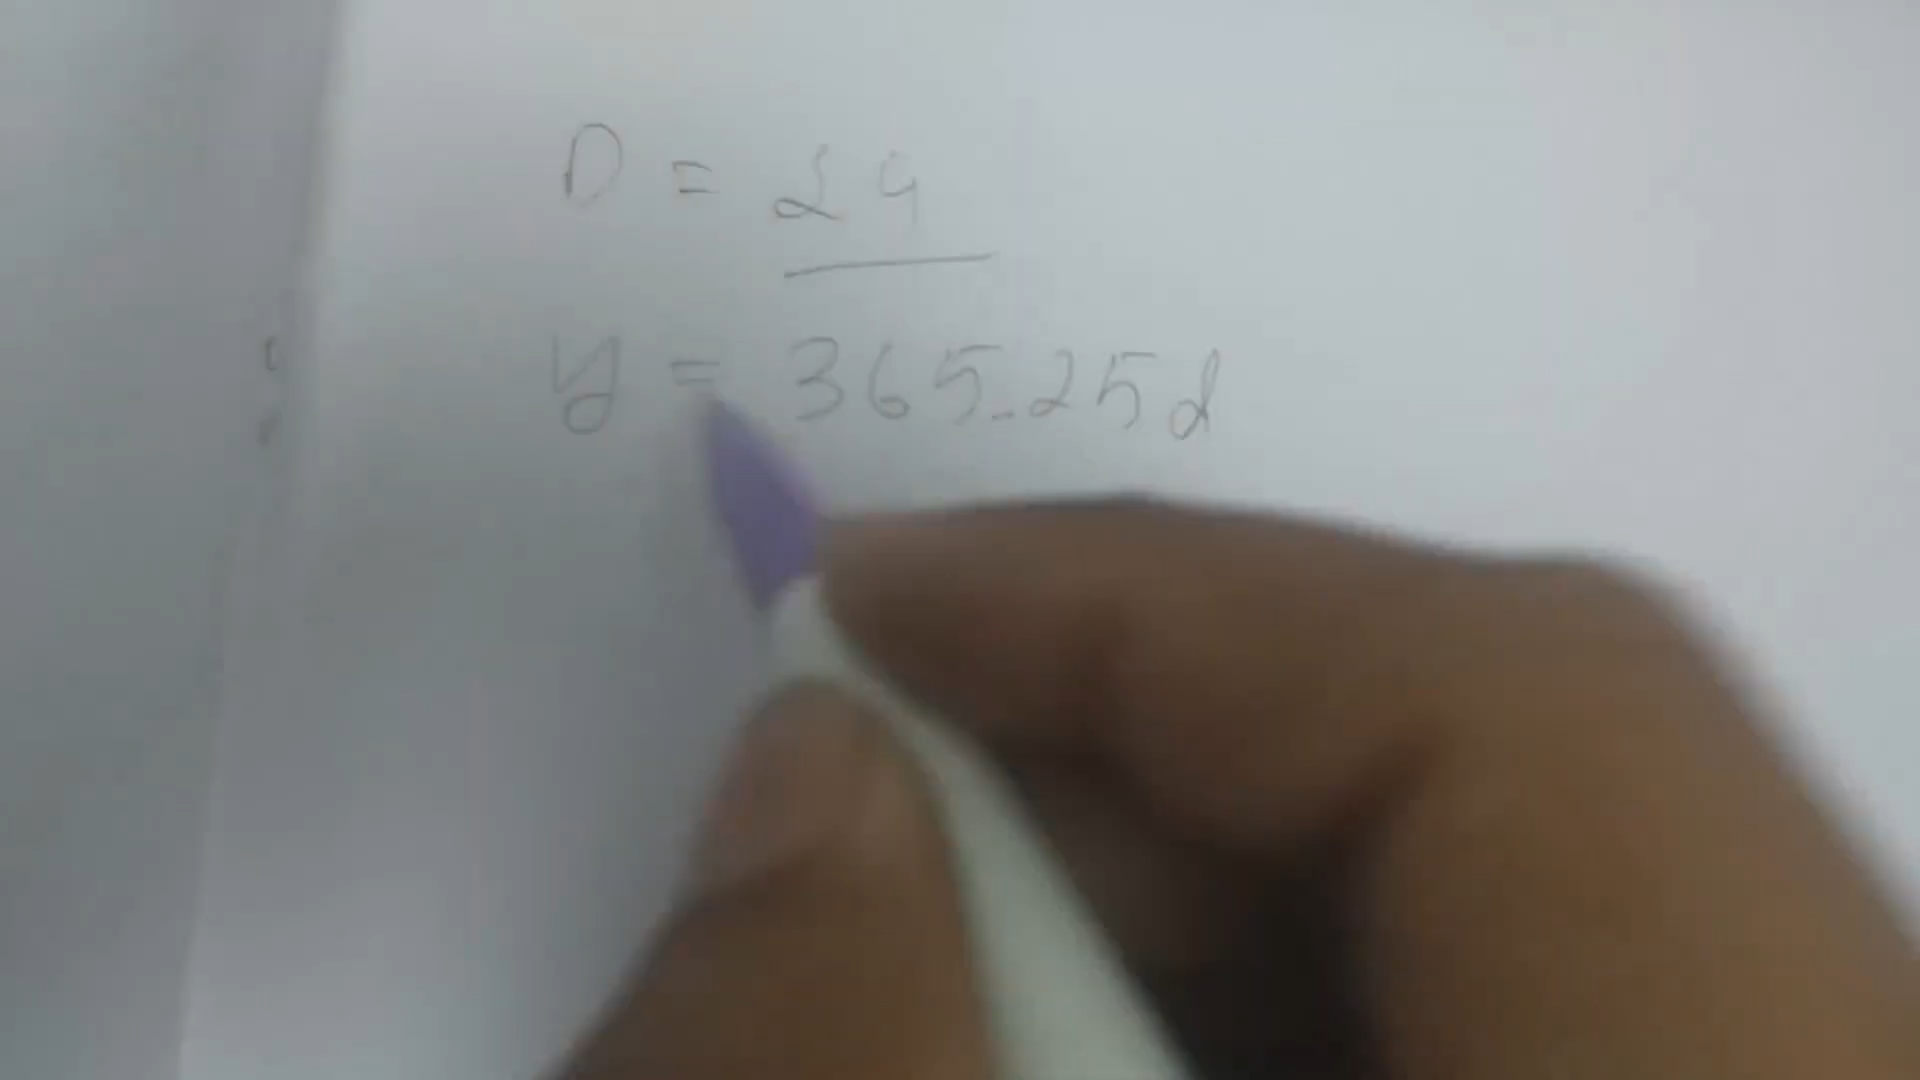 D = 24
y = 365.25d